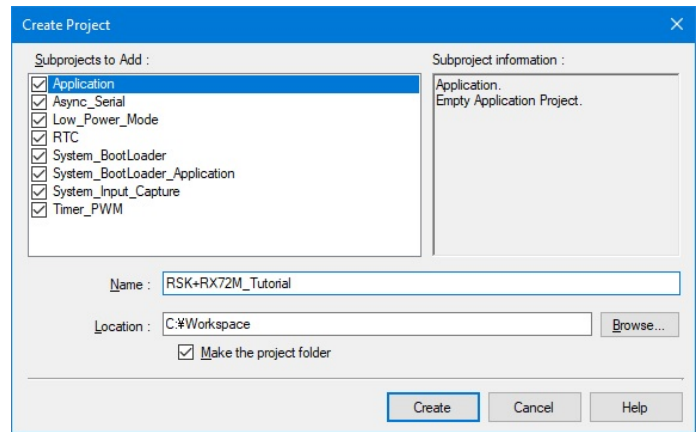 Create Project
Subprojects to Add :
Subproject information :
Application
Async_Serial
Low_Power_Mode
RTC
System_BootLoader
System_BootLoader_Application
System_Input_Capture
Timer_PWM
Application.
Empty Application Project.
Name : RSK+RX72M_Tutorial
Location : C:¥Workspace Browse...
Make the project folder
Create Cancel Help